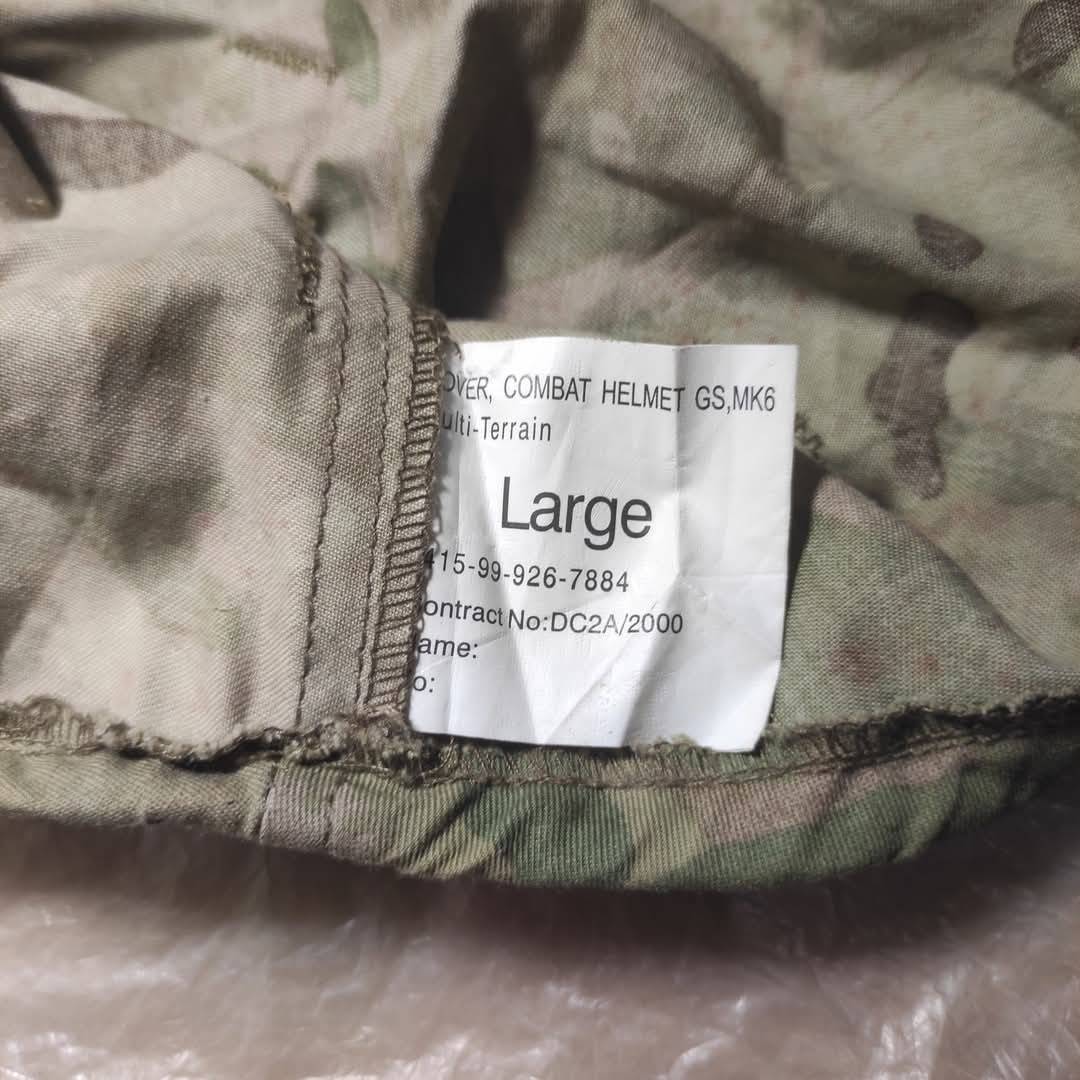 OVER, COMBAT HELMET GS,MK6
ulti-Terrain
Large
415-99-926-7884
ontract No:DC2A/2000
ame:
o: